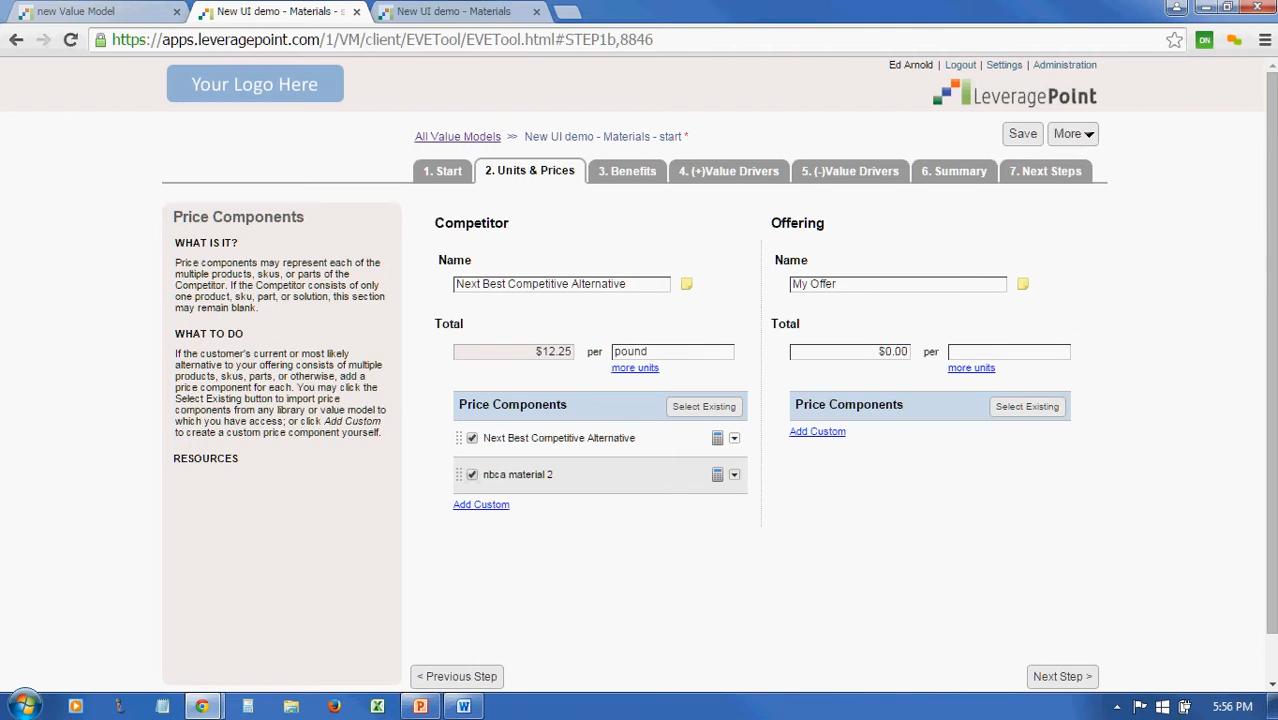 new Value Model
New UI demo - Materials - s
New UI demo - Materials
https://apps.leveragepoint.com/1/VM/client/EVETool/EVETool.html#STEP1b,8846
ON
Ed Arnold | Logout | Settings | Administration
Your Logo Here
LeveragePoint
All Value Models >> New UI demo - Materials - start *
Save
More
1. Start
2. Units & Prices
3. Benefits
4. (+)Value Drivers
5. (-)Value Drivers
6. Summary
7. Next Steps
Price Components
WHAT IS IT?
Price components may represent each of the
multiple products, skus, or parts of the
Competitor. If the Competitor consists of only
one product, sku, part, or solution, this section
may remain blank.
WHAT TO DO
If the customer's current or most likely
alternative to your offering consists of multiple
products, skus, parts, or otherwise, add a
price component for each. You may click the
Select Existing button to import price
components from any library or value model to
which you have access; or click Add Custom
to create a custom price component yourself.
RESOURCES
Competitor
Name
Next Best Competitive Alternative
Total
$12.25 per pound
more units
Price Components
Select Existing
Next Best Competitive Alternative
nbca material 2
Add Custom
Offering
Name
My Offer
Total
$0.00 per
more units
Price Components
Select Existing
Add Custom
< Previous Step
Next Step >
5:56 PM